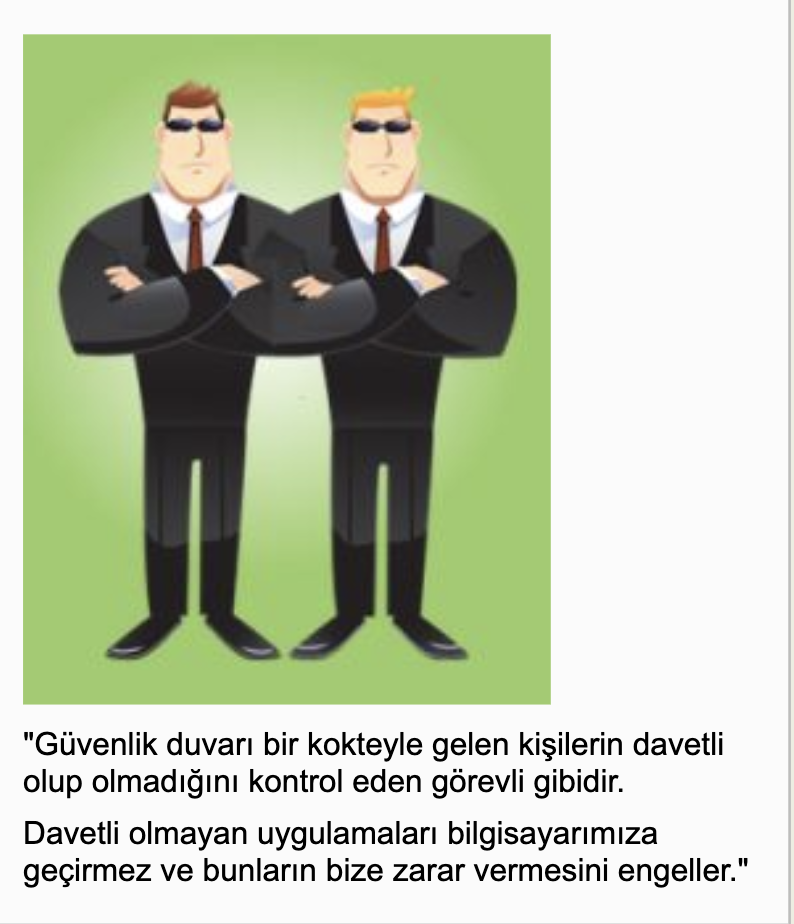 "Güvenlik duvarı bir kokteyle gelen kişilerin davetli
olup olmadığını kontrol eden görevli gibidir.
Davetli olmayan uygulamaları bilgisayarımıza
geçirmez ve bunların bize zarar vermesini engeller."